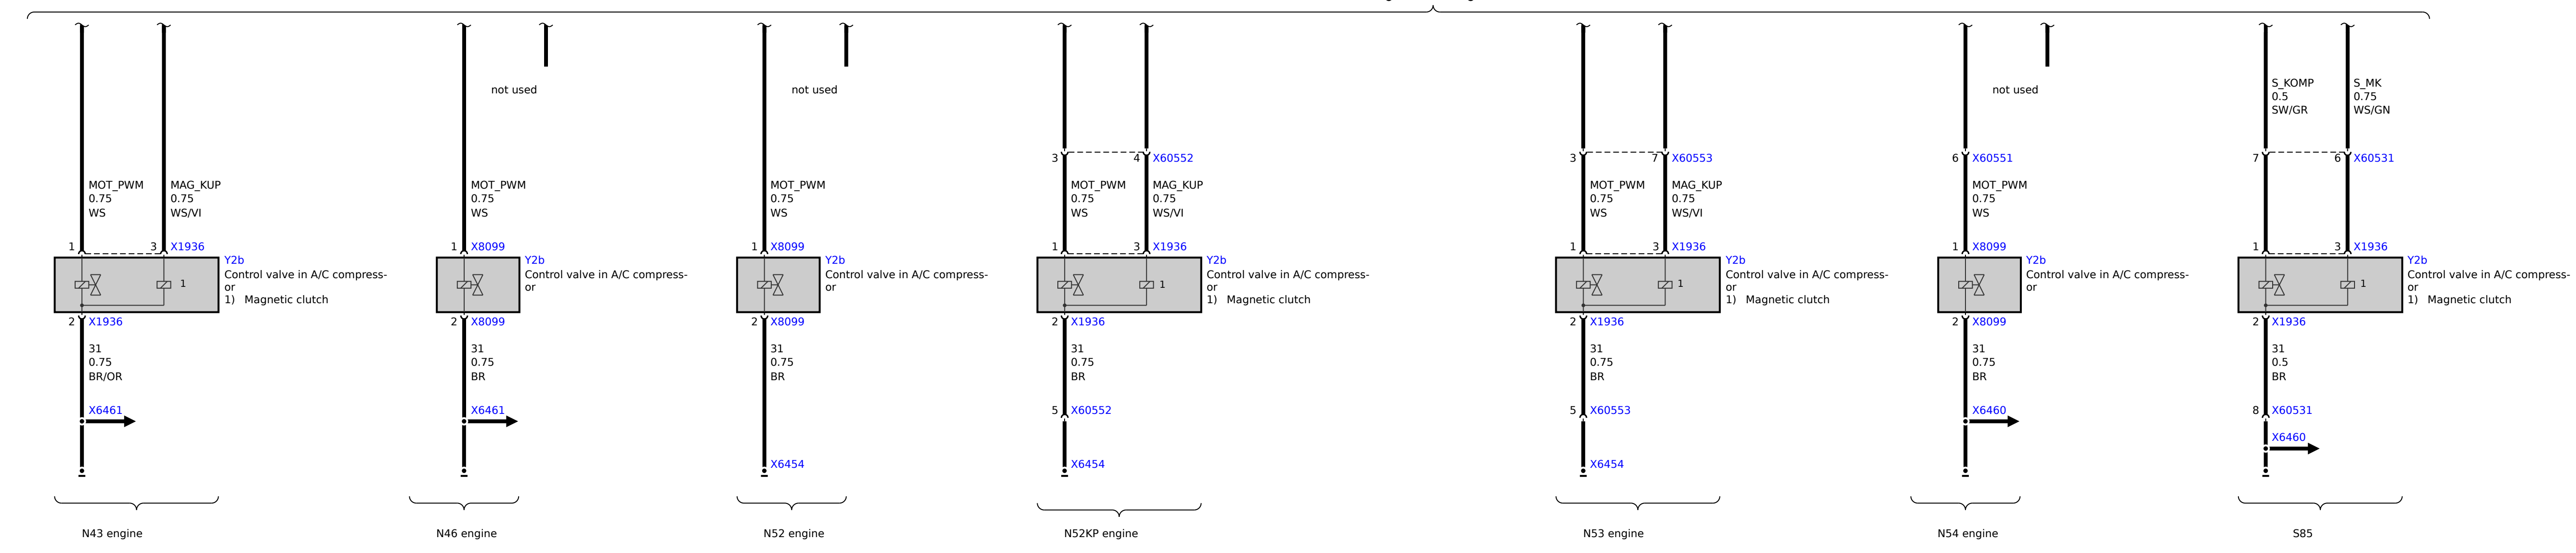 not used
not used
not used
S_KOMP
0.5
SW/GR
S_MK
0.75
WS/GN
3
4
X60552
3
7
X60553
6
X60551
7
6
X60531
MOT_PWM
0.75
WS
MAG_KUP
0.75
WS/VI
MOT_PWM
0.75
WS
MOT_PWM
0.75
WS
MOT_PWM
0.75
WS
MAG_KUP
0.75
WS/VI
MOT_PWM
0.75
WS
MAG_KUP
0.75
WS/VI
MOT_PWM
0.75
WS
1
3
X1936
1
X8099
1
X8099
1
3
X1936
1
3
X1936
1
X8099
1
3
X1936
1
Y2b
Control valve in A/C compress-
or
1) Magnetic clutch
Y2b
Control valve in A/C compress-
or
Y2b
Control valve in A/C compress-
or
1
Y2b
Control valve in A/C compress-
or
1) Magnetic clutch
1
Y2b
Control valve in A/C compress-
or
1) Magnetic clutch
Y2b
Control valve in A/C compress-
or
1
Y2b
Control valve in A/C compress-
or
1) Magnetic clutch
2
X1936
2
X8099
2
X8099
2
X1936
2
X1936
2
X8099
2
X1936
31
0.75
BR/OR
31
0.75
BR
31
0.75
BR
31
0.75
BR
31
0.75
BR
31
0.75
BR
31
0.5
BR
X6461
X6461
5
X60552
5
X60553
X6460
8
X60531
X6460
X6454
X6454
X6454
N43 engine
N46 engine
N52 engine
N52KP engine
N53 engine
N54 engine
S85